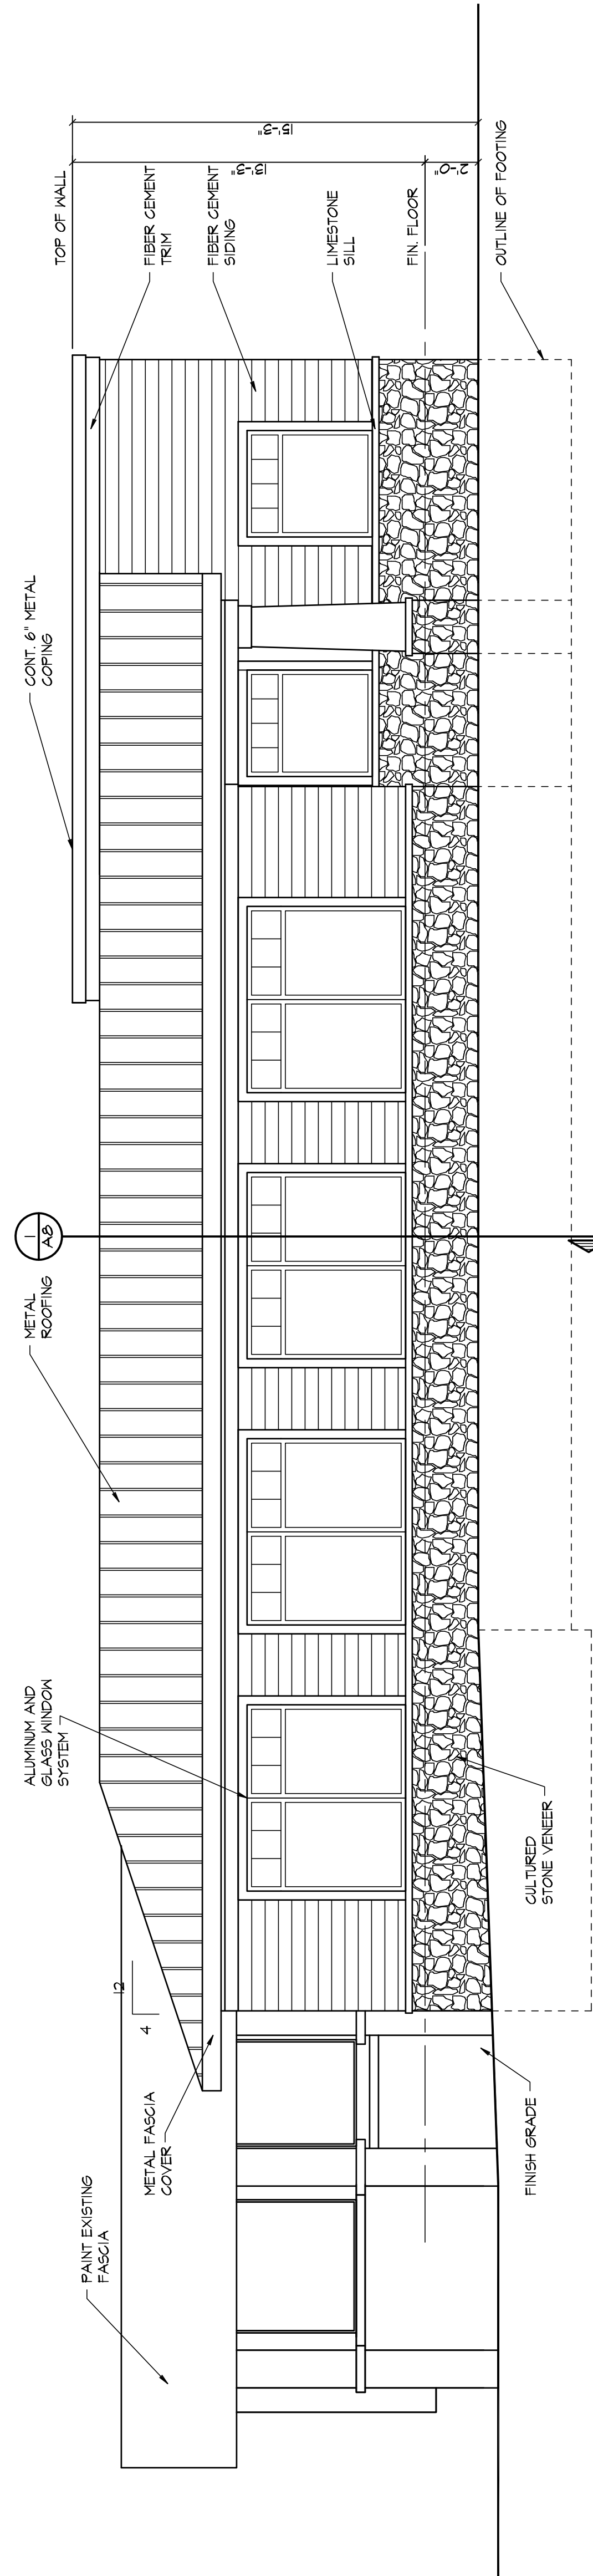 PAINT EXISTING
FASCIA
METAL FASCIA
COVER
12
4
FINISH GRADE
ALUMINUM AND
GLASS WINDOW
SYSTEM
CULTURED
STONE VENEER
METAL
ROOFING
1
A8
CONT. 6" METAL
COPING
TOP OF WALL
FIBER CEMENT
TRIM
FIBER CEMENT
SIDING
LIMESTONE
SILL
FIN. FLOOR
OUTLINE OF FOOTING
13'-3"
2'-0"
15'-3"